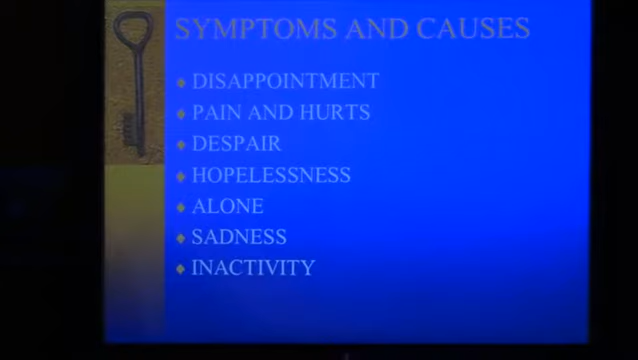 SYMPTOMS AND CAUSES
DISAPPOINTMENT
PAIN AND HURTS
DESPAIR
HOPELESSNESS
ALONE
SADNESS
INACTIVITY